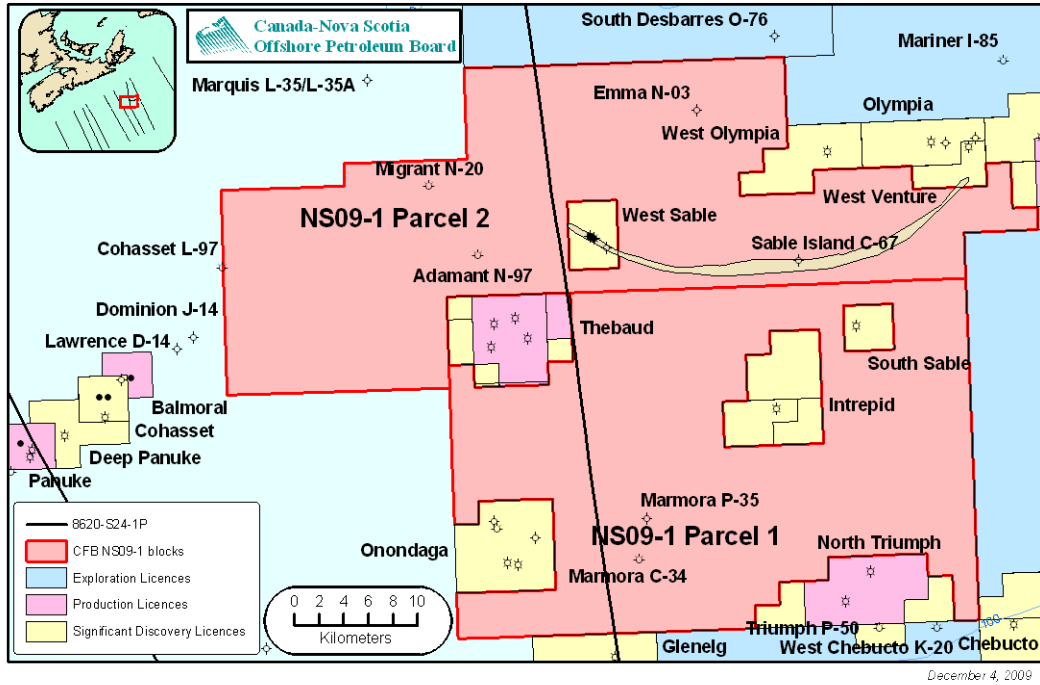 Canada-Nova Scotia
Offshore Petroleum Board
South Desbarres O-76
Mariner I-85
Marquis L-35/L-35A
Emma N-03
Olympia
West Olympia
Migrant N-20
West Venture
NS09-1 Parcel 2
West Sable
Cohasset L-97
Sable Island C-67
Adamant N-97
Dominion J-14
Thebaud
Lawrence D-14
South Sable
Balmoral
Intrepid
Cohasset
Deep Panuke
Panuke
8620-S24-1P
CFB NS09-1 blocks
Exploration Licences
Production Licences
Significant Discovery Licences
0 2 4 6 8 10
Kilometers
Marmora P-35
NS09-1 Parcel 1
North Triumph
Onondaga
Marmora C-34
Triumph P-50
100
Glenelg
West Chebucto K-20
Chebucto
December 4, 2009